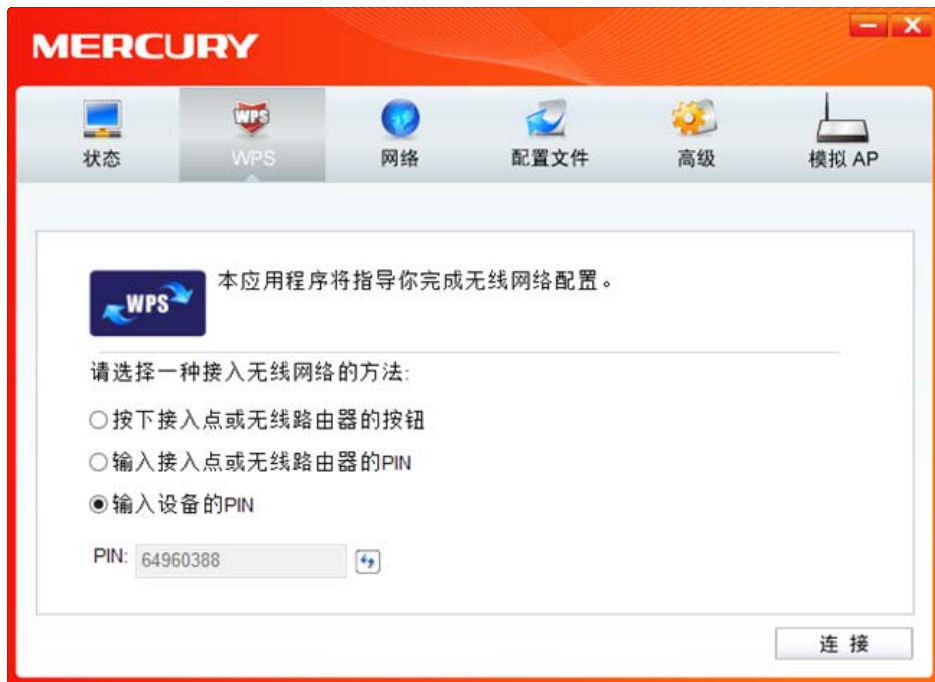 MERCURY
状态
WPS
WPS
网络
配置文件
高级
模拟 AP
WPS
本应用程序将指导你完成无线网络配置。
请选择一种接入无线网络的方法:
按下接入点或无线路由器的按钮
输入接入点或无线路由器的PIN
输入设备的PIN
PIN: 64960388
连 接